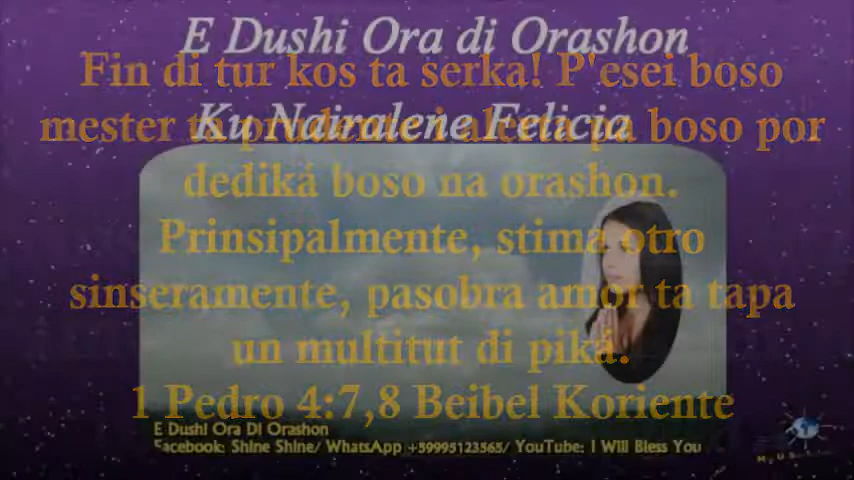 E Dushi Ora di Orashon
Fin di tur kos ta serka! P'esei boso
mester ta prudente i alerta pa boso por
Ku Nairalene Felicia
dediká boso na orashon.
Prinsipalmente, stima otro
sinseramente, pasobra amor ta tapa
un multitut di piká.
1 Pedro 4:7,8 Beibel Koriente
E Dushi Ora Di Orashon
Facebook: Shine Shine/ WhatsApp +59995123565/ YouTube: I Will Bless You